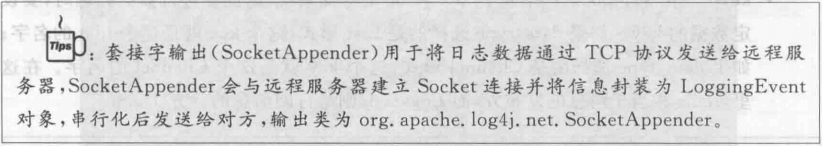 Tips：套接字输出(SocketAppender)用于将日志数据通过 TCP 协议发送给远程服
务器,SocketAppender 会与远程服务器建立 Socket 连接并将信息封装为 LoggingEvent
对象,串行化后发送给对方,输出类为 org. apache. log4j. net. SocketAppender。